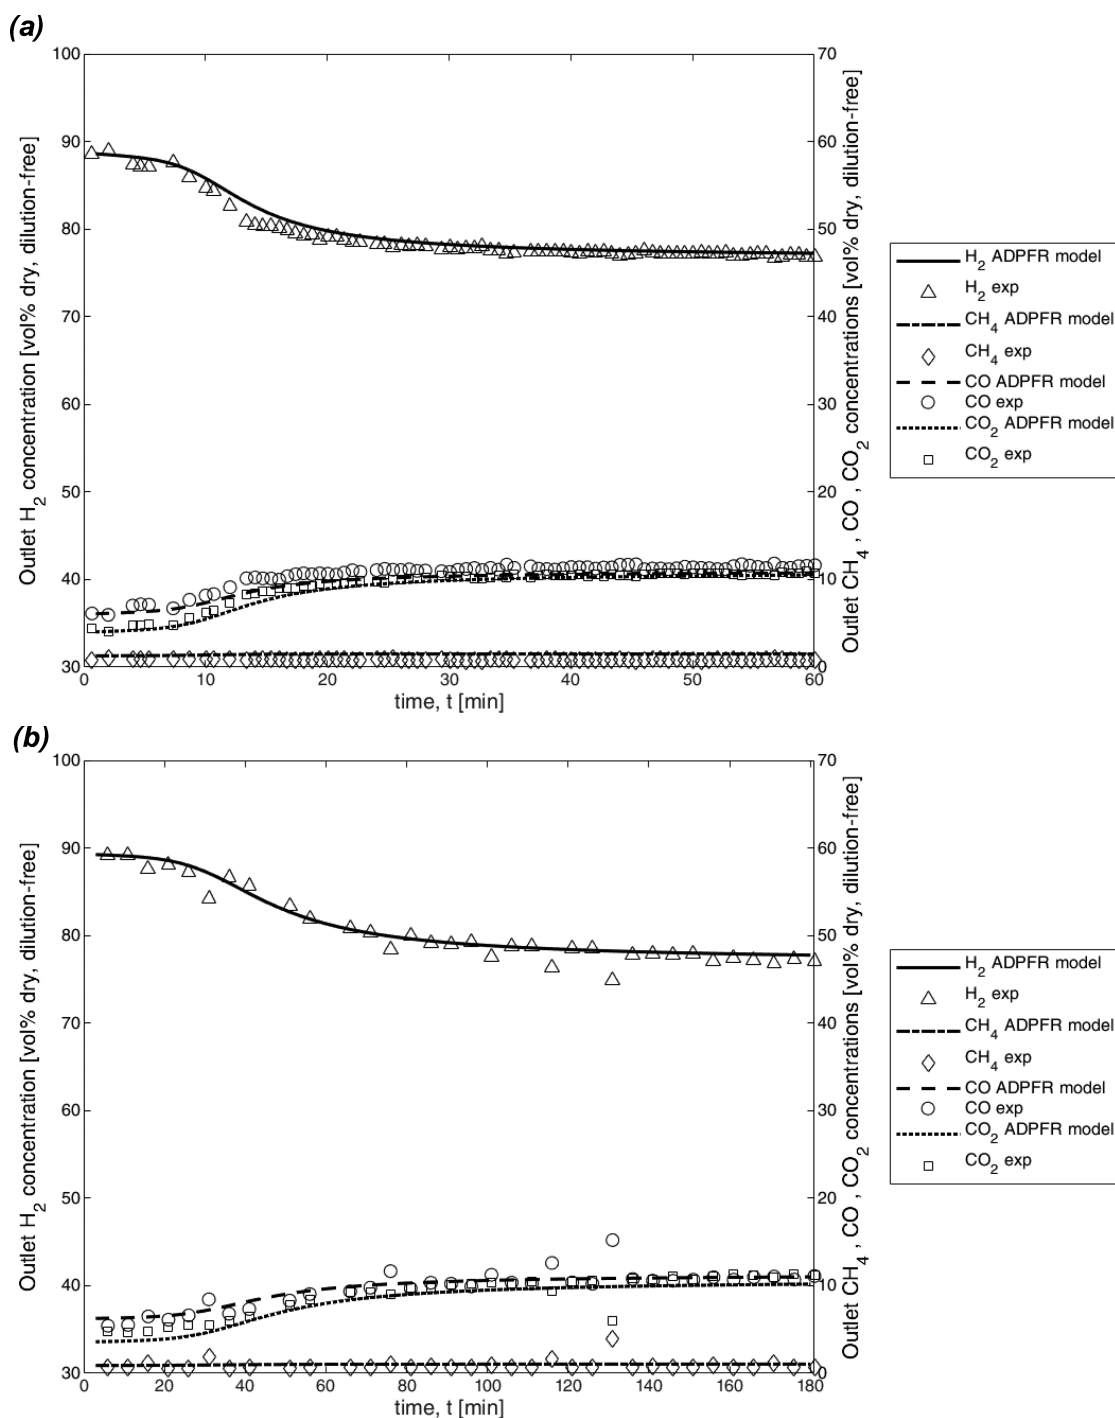 (a)
100
90
80
70
60
50
40
30
70
60
50
40
30
20
10
0
0 10 20 30 40 50 60
Outlet H2 concentration [vol% dry, dilution-free]
Outlet CH4 , CO , CO2 concentrations [vol% dry, dilution-free]
time, t [min]
H2 ADPFR model
H2 exp
CH4 ADPFR model
CH4 exp
CO ADPFR model
CO exp
CO2 ADPFR model
CO2 exp
(b)
100
90
80
70
60
50
40
30
70
60
50
40
30
20
10
0
0 20 40 60 80 100 120 140 160 180
Outlet H2 concentration [vol% dry, dilution-free]
Outlet CH4 , CO , CO2 concentrations [vol% dry, dilution-free]
time, t [min]
H2 ADPFR model
H2 exp
CH4 ADPFR model
CH4 exp
CO ADPFR model
CO exp
CO2 ADPFR model
CO2 exp